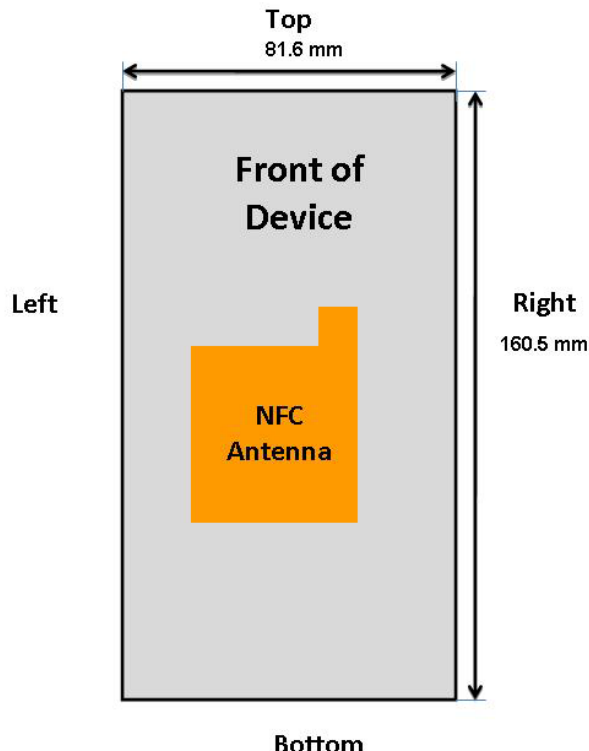 Top
81.6 mm
Front of
Device
Left
Right
160.5 mm
NFC
Antenna
Bottom